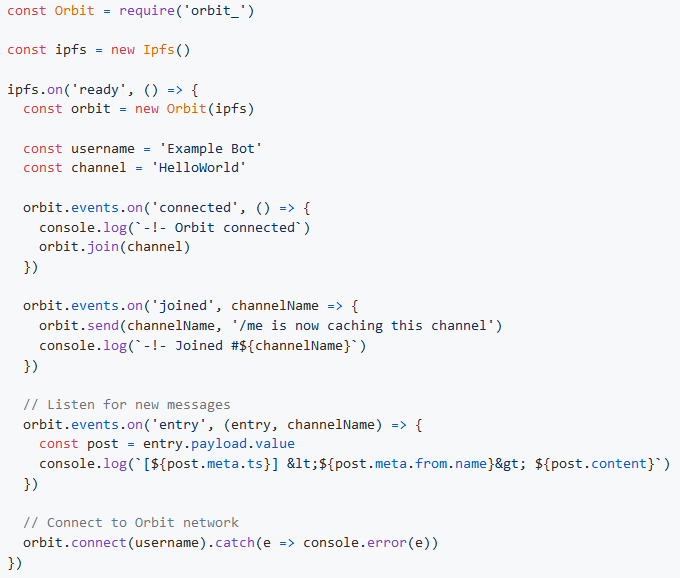 const Orbit = require('orbit_')

const ipfs = new Ipfs()

ipfs.on('ready', () => {
  const orbit = new Orbit(ipfs)

  const username = 'Example Bot'
  const channel = 'HelloWorld'

  orbit.events.on('connected', () => {
    console.log(`-!- Orbit connected`)
    orbit.join(channel)
  })

  orbit.events.on('joined', channelName => {
    orbit.send(channelName, '/me is now caching this channel')
    console.log(`-!- Joined #${channelName}`)
  })

  // Listen for new messages
  orbit.events.on('entry', (entry, channelName) => {
    const post = entry.payload.value
    console.log(`[${post.meta.ts}] &lt;${post.meta.from.name}&gt; ${post.content}`)
  })

  // Connect to Orbit network
  orbit.connect(username).catch(e => console.error(e))
})